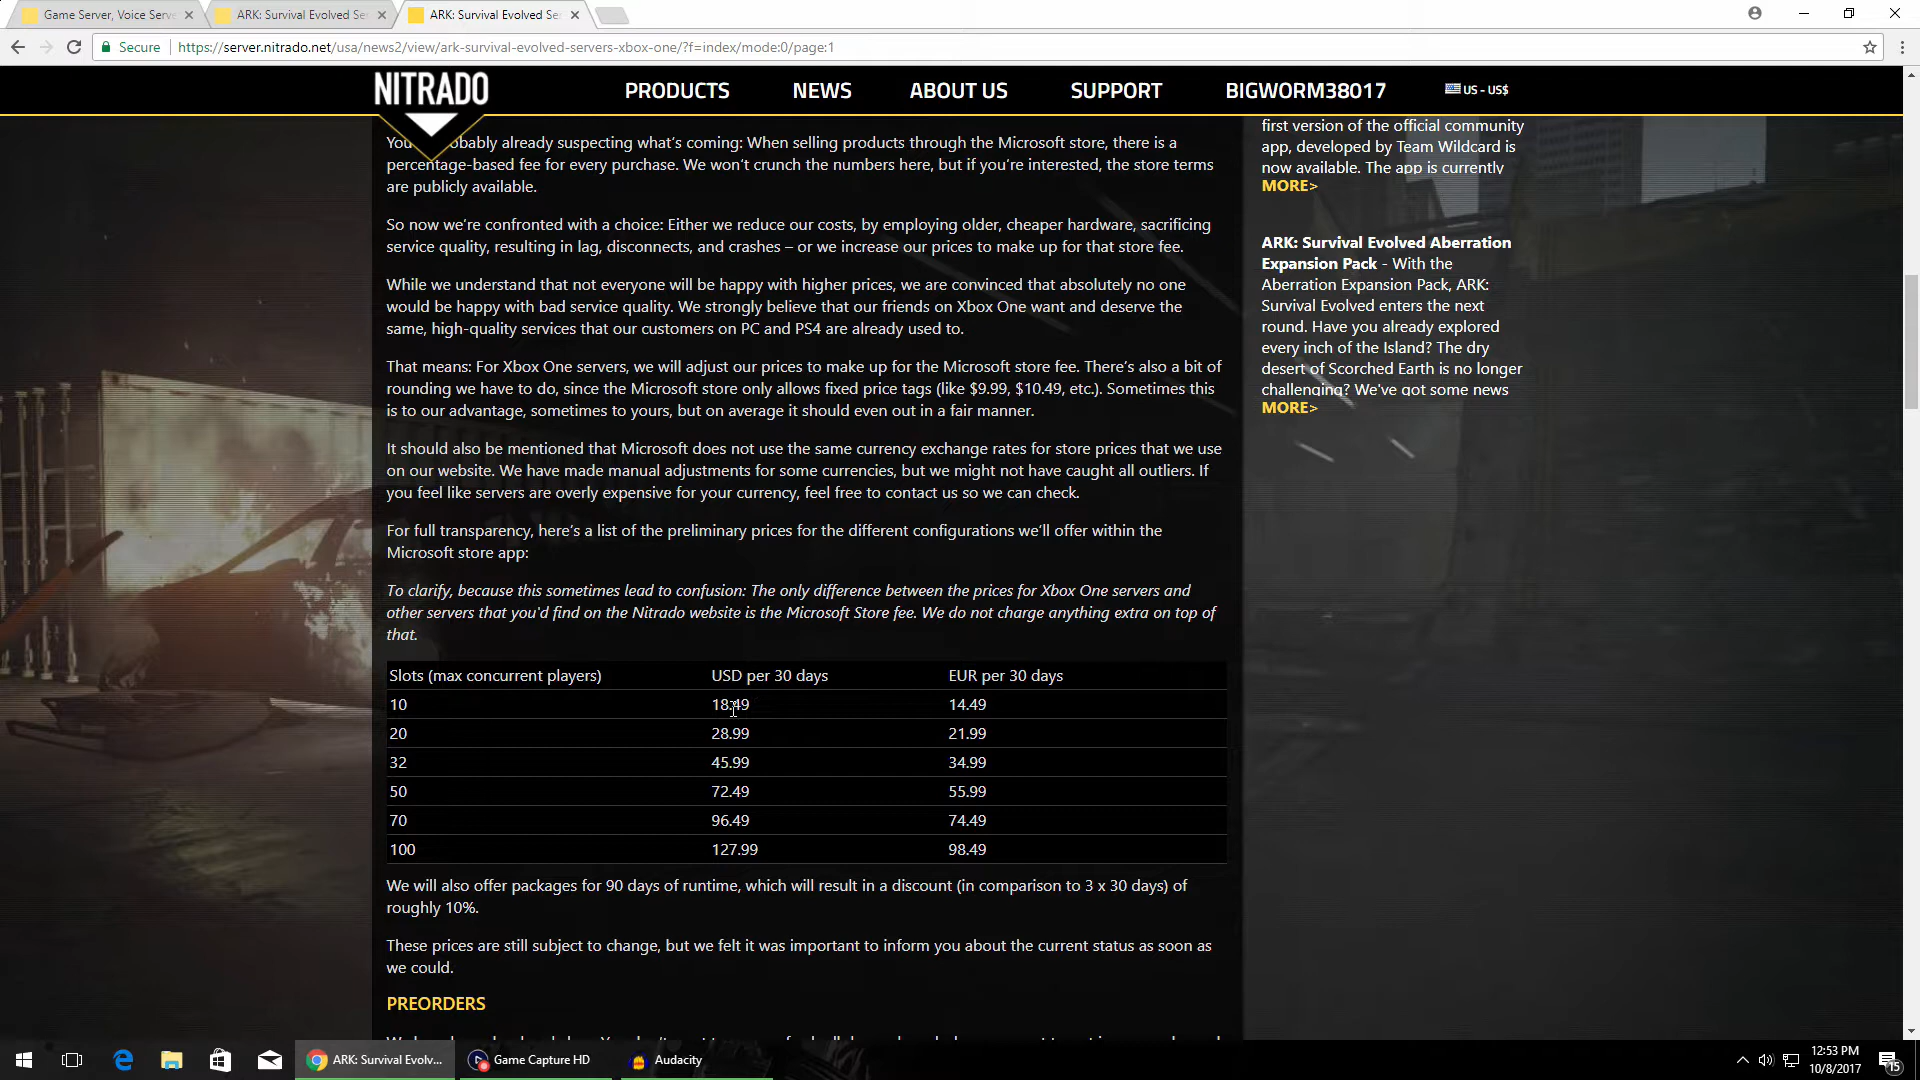 Game Server, Voice Serve
ARK: Survival Evolved Se
ARK: Survival Evolved Se
Secure
https://server.nitrado.net/usa/news2/view/ark-survival-evolved-servers-xbox-one/?f=index/mode:0/page:1
NITRADO
PRODUCTS
NEWS
ABOUT US
SUPPORT
BIGWORM38017
US - US$
You obably already suspecting what's coming: When selling products through the Microsoft store, there is a
percentage-based fee for every purchase. We won't crunch the numbers here, but if you're interested, the store terms
are publicly available.
So now we're confronted with a choice: Either we reduce our costs, by employing older, cheaper hardware, sacrificing
service quality, resulting in lag, disconnects, and crashes – or we increase our prices to make up for that store fee.
While we understand that not everyone will be happy with higher prices, we are convinced that absolutely no one
would be happy with bad service quality. We strongly believe that our friends on Xbox One want and deserve the
same, high-quality services that our customers on PC and PS4 are already used to.
That means: For Xbox One servers, we will adjust our prices to make up for the Microsoft store fee. There's also a bit of
rounding we have to do, since the Microsoft store only allows fixed price tags (like $9.99, $10.49, etc.). Sometimes this
is to our advantage, sometimes to yours, but on average it should even out in a fair manner.
It should also be mentioned that Microsoft does not use the same currency exchange rates for store prices that we use
on our website. We have made manual adjustments for some currencies, but we might not have caught all outliers. If
you feel like servers are overly expensive for your currency, feel free to contact us so we can check.
For full transparency, here's a list of the preliminary prices for the different configurations we'll offer within the
Microsoft store app:
To clarify, because this sometimes lead to confusion: The only difference between the prices for Xbox One servers and
other servers that you'd find on the Nitrado website is the Microsoft Store fee. We do not charge anything extra on top of
that.
Slots (max concurrent players) USD per 30 days EUR per 30 days
10 18.49 14.49
20 28.99 21.99
32 45.99 34.99
50 72.49 55.99
70 96.49 74.49
100 127.99 98.49
We will also offer packages for 90 days of runtime, which will result in a discount (in comparison to 3 x 30 days) of
roughly 10%.
These prices are still subject to change, but we felt it was important to inform you about the current status as soon as
we could.
PREORDERS
first version of the official community
app, developed by Team Wildcard is
now available. The app is currently
MORE>
ARK: Survival Evolved Aberration
Expansion Pack - With the
Aberration Expansion Pack, ARK:
Survival Evolved enters the next
round. Have you already explored
every inch of the Island? The dry
desert of Scorched Earth is no longer
challenging? We've got some news
MORE>
ARK: Survival Evolv...
Game Capture HD
Audacity
12:53 PM
10/8/2017
15